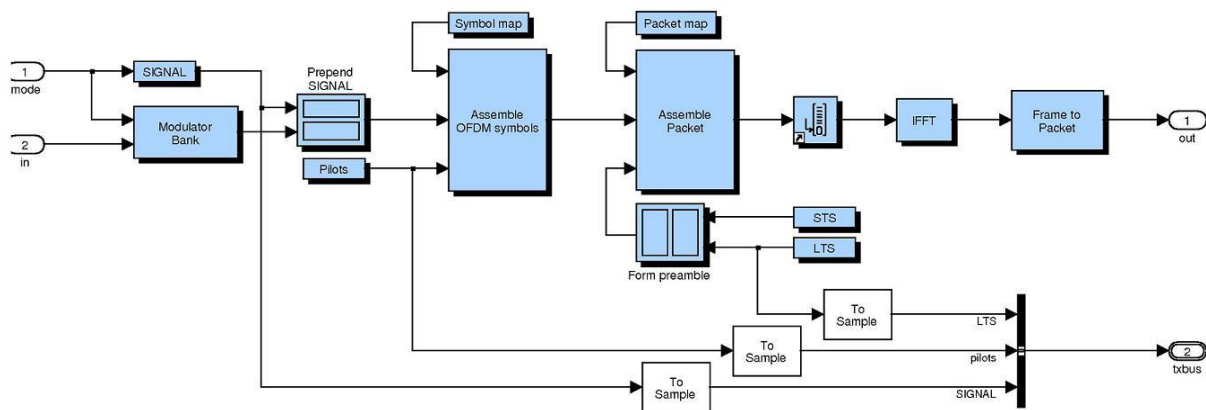 Symbol map
Packet map
1
mode
SIGNAL
Prepend
SIGNAL
Modulator
Bank
2
in
Assemble
OFDM symbols
Assemble
Packet
IFFT
Frame to
Packet
1
out
Pilots
STS
LTS
Form preamble
To
Sample
LTS
To
Sample
pilots
2
txbus
To
Sample
SIGNAL